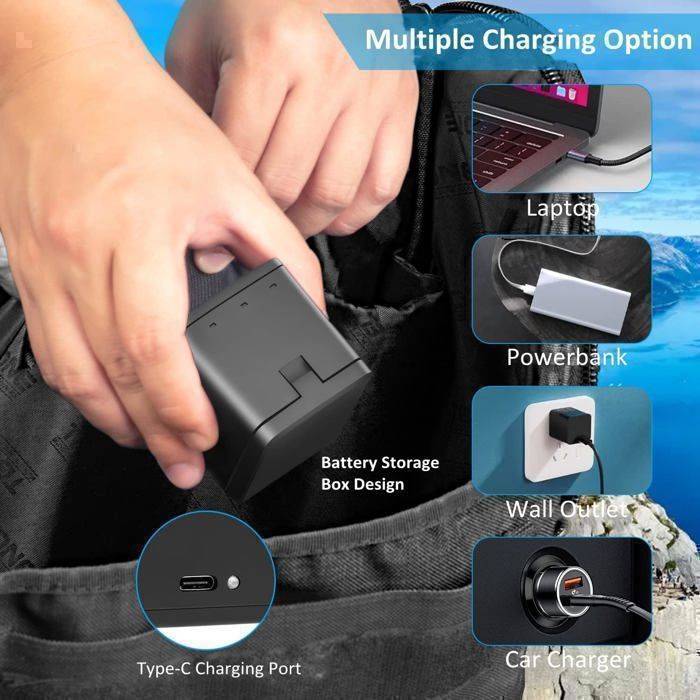 Multiple Charging Option
Laptop
Powerbank
Battery Storage
Box Design
Wall Outlet
Type-C Charging Port
Car Charger